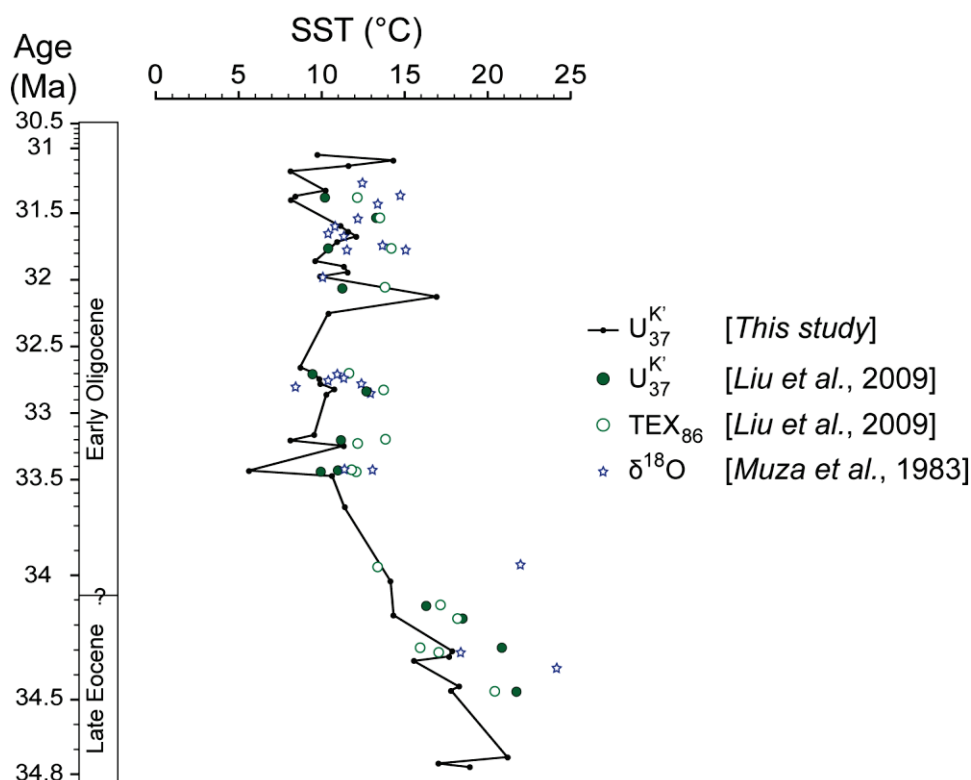 SST (°C)
Age
(Ma)
0 5 10 15 20 25
30.5
31
31.5
32
32.5
33
33.5
34
34.5
34.8
Early Oligocene
?
Late Eocene
U37K' [This study]
U37K' [Liu et al., 2009]
TEX86 [Liu et al., 2009]
δ18O [Muza et al., 1983]